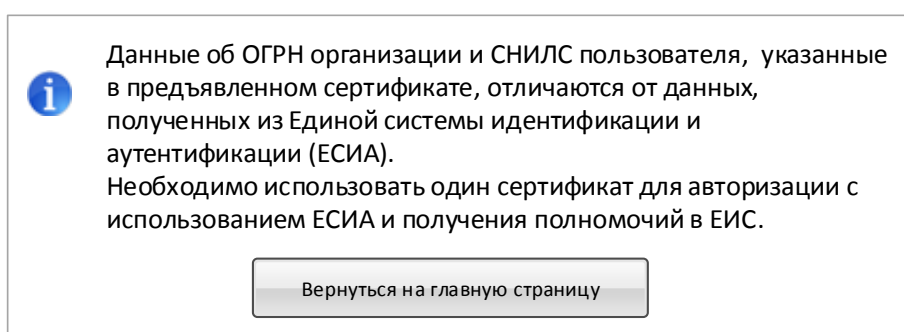 Данные об ОГРН организации и СНИЛС пользователя, указанные
в предъявленном сертификате, отличаются от данных,
полученных из Единой системы идентификации и
аутентификации (ЕСИА).
Необходимо использовать один сертификат для авторизации с
использованием ЕСИА и получения полномочий в ЕИС.
Вернуться на главную страницу